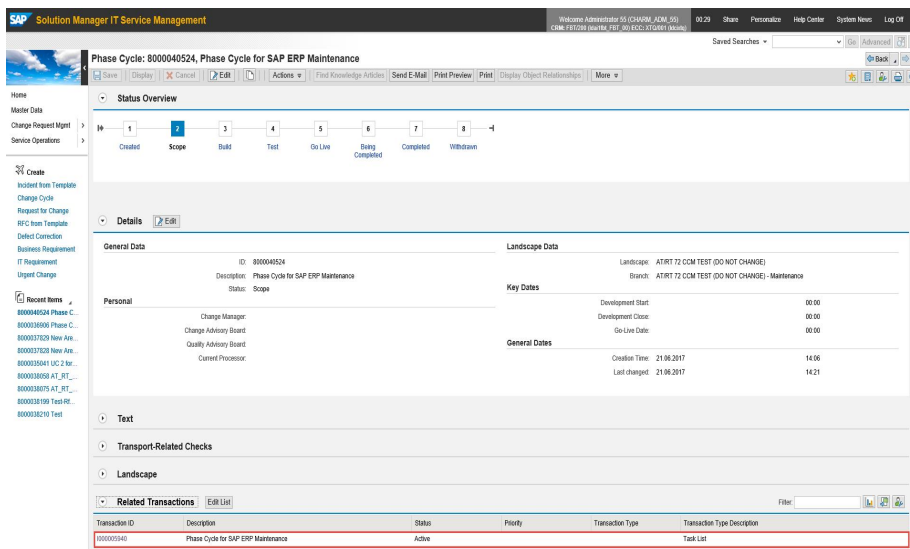 SAP Solution Manager IT Service Management
Welcome Administrator 55 (CHARM_ADM_55)
00:29 Share Personalize Help Center System News Log Off
Saved Searches
Go Advanced
Phase Cycle: 8000040524, Phase Cycle for SAP ERP Maintenance
Back
Save Display Cancel Edit Actions Find Knowledge Articles Send E-Mail Print Preview Print Display Object Relationships More
Home
Master Data
Change Request Mgmt
Service Operations
Create
Incident from Template
Change Cycle
Request for Change
RFC from Template
Defect Correction
Business Requirement
IT Requirement
Urgent Change
Recent Items
8000040524 Phase C...
8000036906 Phase C...
8000037829 New Are...
8000037828 New Are...
8000035041 UC 2 for...
8000038058 AT_RT_...
8000038075 AT_RT_...
8000038199 Test-Rf...
8000038210 Test
Status Overview
1 2 3 4 5 6 7 8
Created Scope Build Test Go Live Being Completed Completed Withdrawn
Details Edit
General Data
ID: 8000040524
Description: Phase Cycle for SAP ERP Maintenance
Status: Scope
Personal
Change Manager:
Change Advisory Board:
Quality Advisory Board:
Current Processor:
Landscape Data
Landscape: AT/RT 72 CCM TEST (DO NOT CHANGE)
Branch: AT/RT 72 CCM TEST (DO NOT CHANGE) - Maintenance
Key Dates
Development Start: 00:00
Development Close: 00:00
Go-Live Date: 00:00
General Dates
Creation Time: 21.06.2017 14:06
Last changed: 21.06.2017 14:21
Text
Transport-Related Checks
Landscape
Related Transactions Edit List
Filter:
Transaction ID Description Status Priority Transaction Type Transaction Type Description
I000005940 Phase Cycle for SAP ERP Maintenance Active Task List